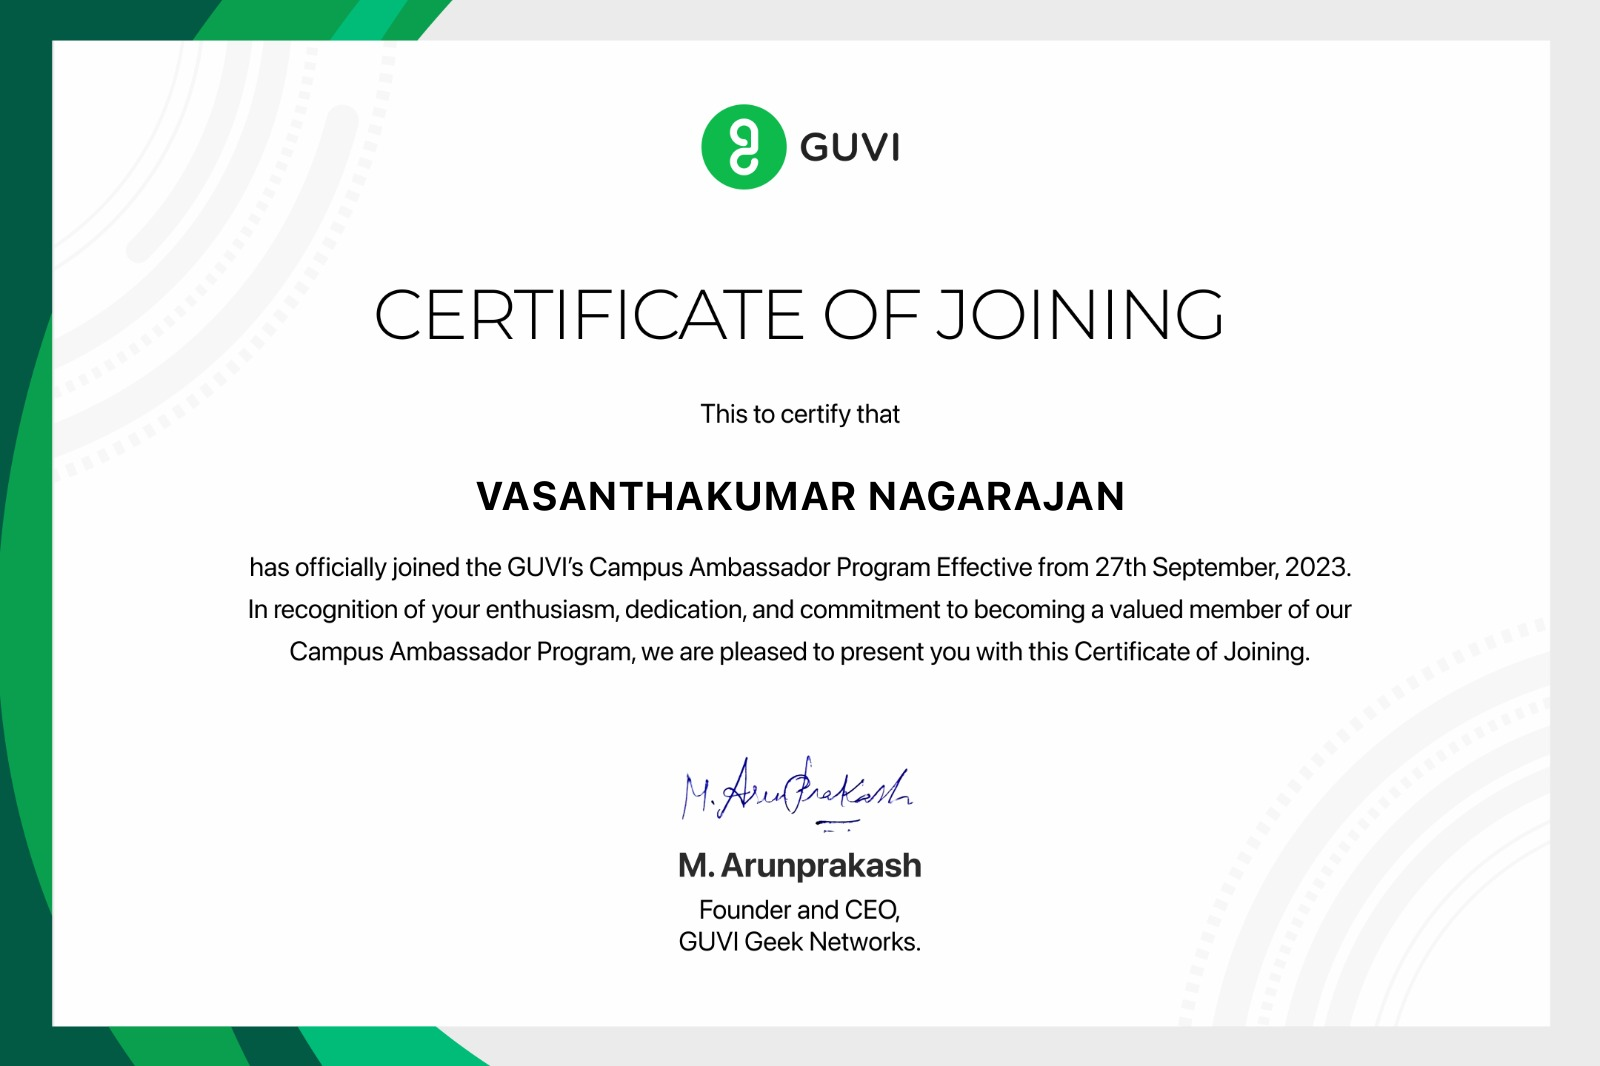 GUVI
CERTIFICATE OF JOINING
This to certify that
VASANTHAKUMAR NAGARAJAN
has officially joined the GUVI’s Campus Ambassador Program Effective from 27th September, 2023.
In recognition of your enthusiasm, dedication, and commitment to becoming a valued member of our
Campus Ambassador Program, we are pleased to present you with this Certificate of Joining.
M. ArunPrakash
M. Arunprakash
Founder and CEO,
GUVI Geek Networks.